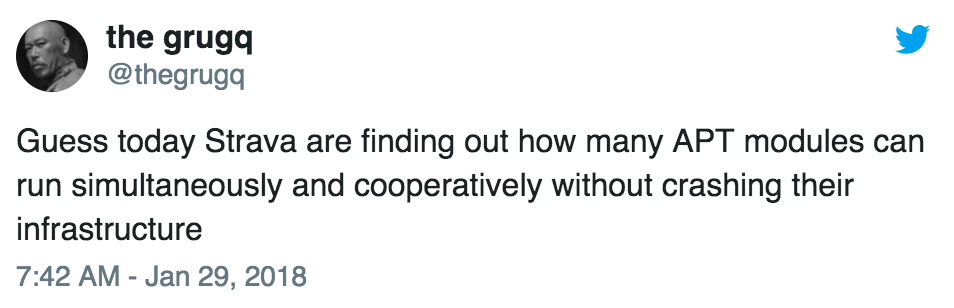 the grugq
@thegrugq
Guess today Strava are finding out how many APT modules can
run simultaneously and cooperatively without crashing their
infrastructure
7:42 AM - Jan 29, 2018